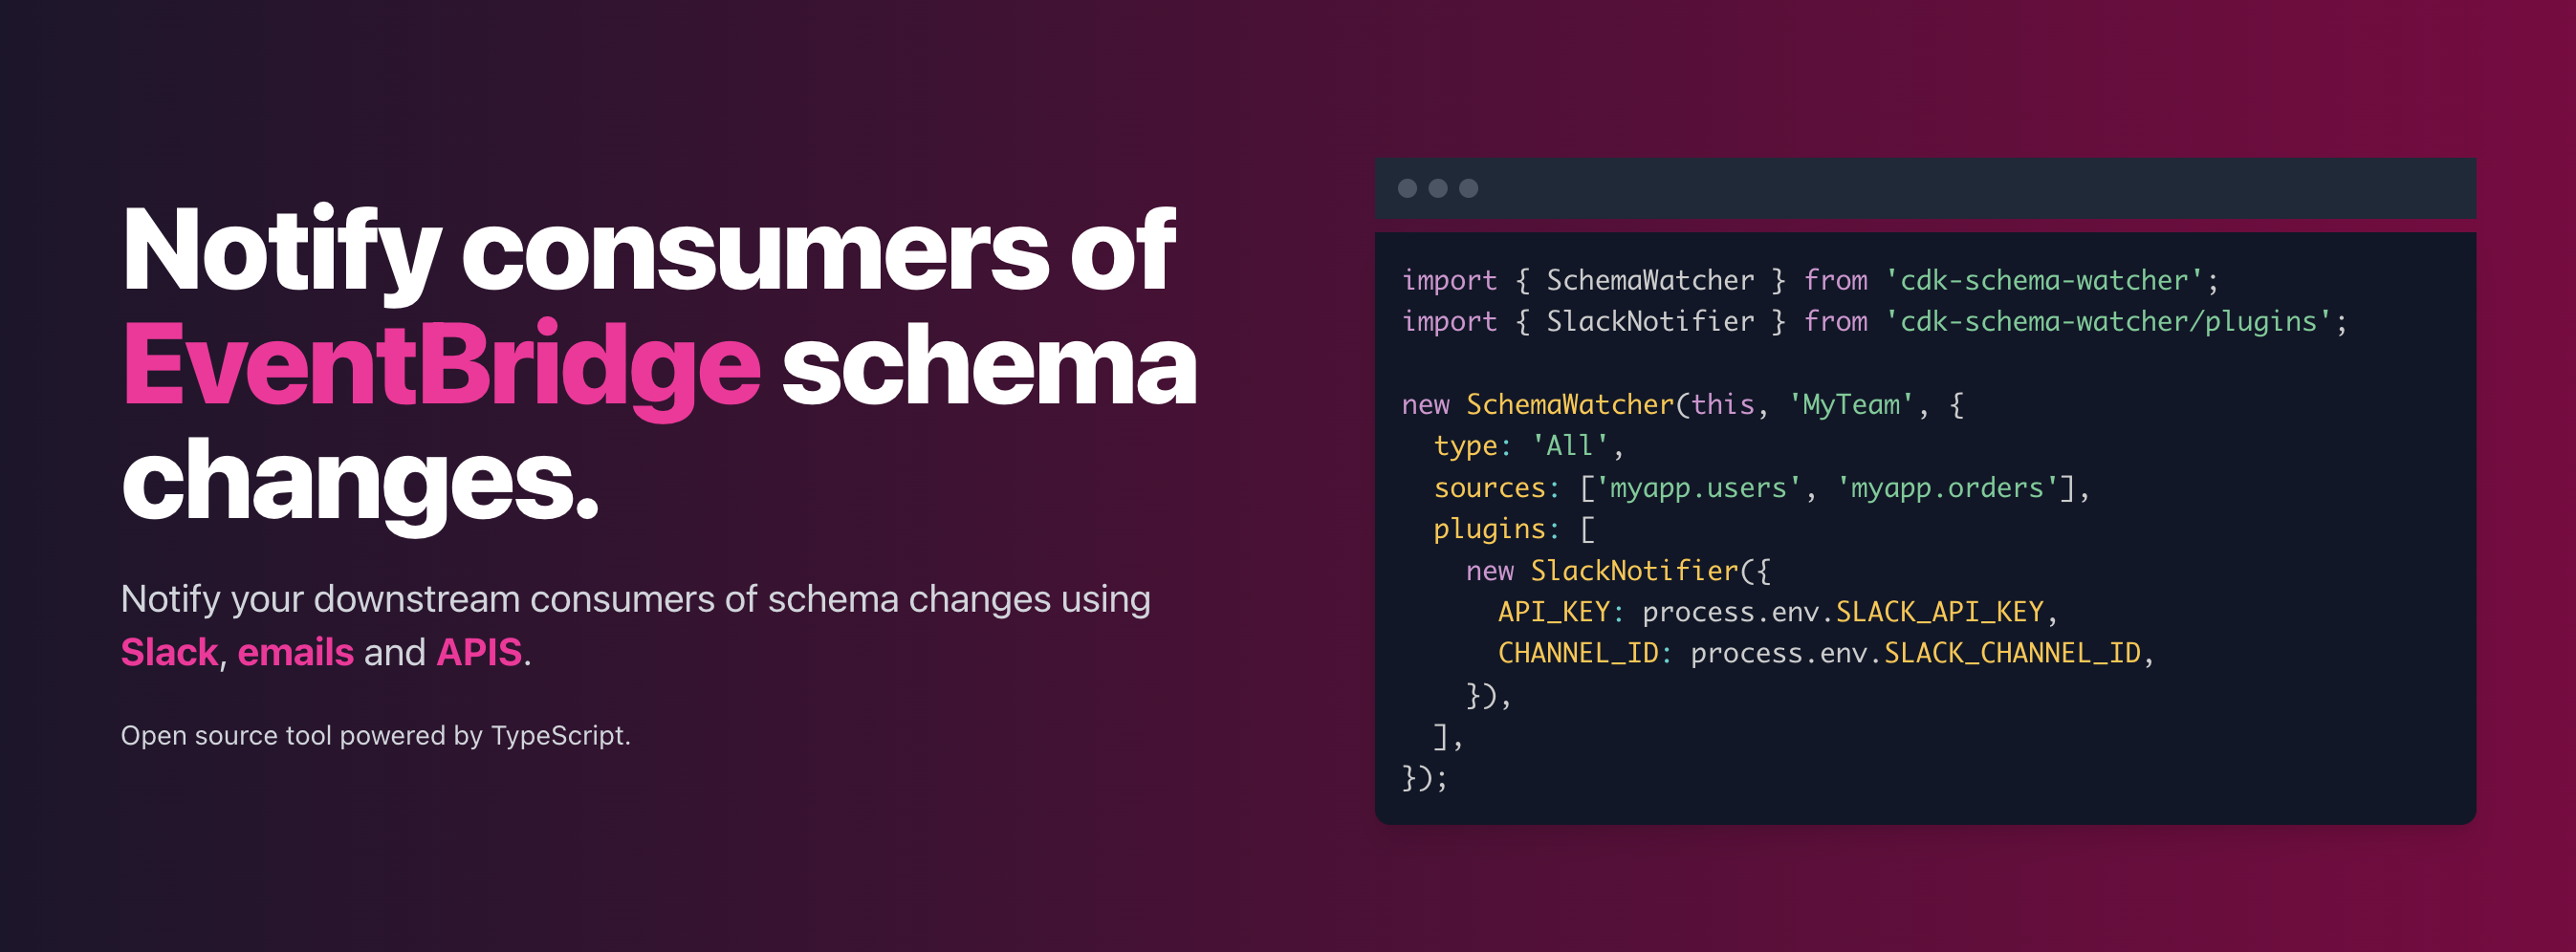 Notify consumers of
EventBridge schema
changes.
Notify your downstream consumers of schema changes using
Slack, emails and APIS.
Open source tool powered by TypeScript.
import { SchemaWatcher } from 'cdk-schema-watcher';
import { SlackNotifier } from 'cdk-schema-watcher/plugins';
new SchemaWatcher(this, 'MyTeam', {
  type: 'All',
  sources: ['myapp.users', 'myapp.orders'],
  plugins: [
    new SlackNotifier({
      API_KEY: process.env.SLACK_API_KEY,
      CHANNEL_ID: process.env.SLACK_CHANNEL_ID,
    }),
  ],
});